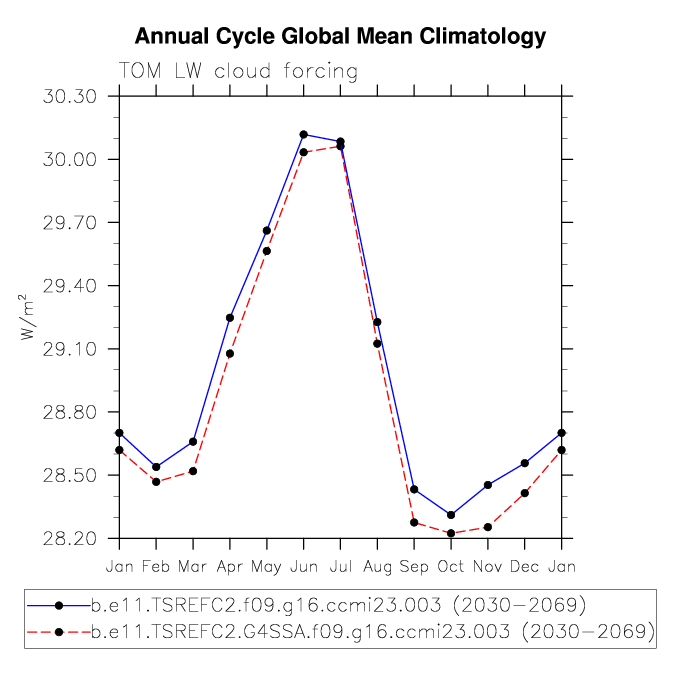 Annual Cycle Global Mean Climatology
TOM LW cloud forcing
30.30
30.00
29.70
29.40
29.10
28.80
28.50
28.20
W/m²
Jan Feb Mar Apr May Jun Jul Aug Sep Oct Nov Dec Jan
b.e11.TSREFC2.f09.g16.ccmi23.003 (2030-2069)
b.e11.TSREFC2.G4SSA.f09.g16.ccmi23.003 (2030-2069)